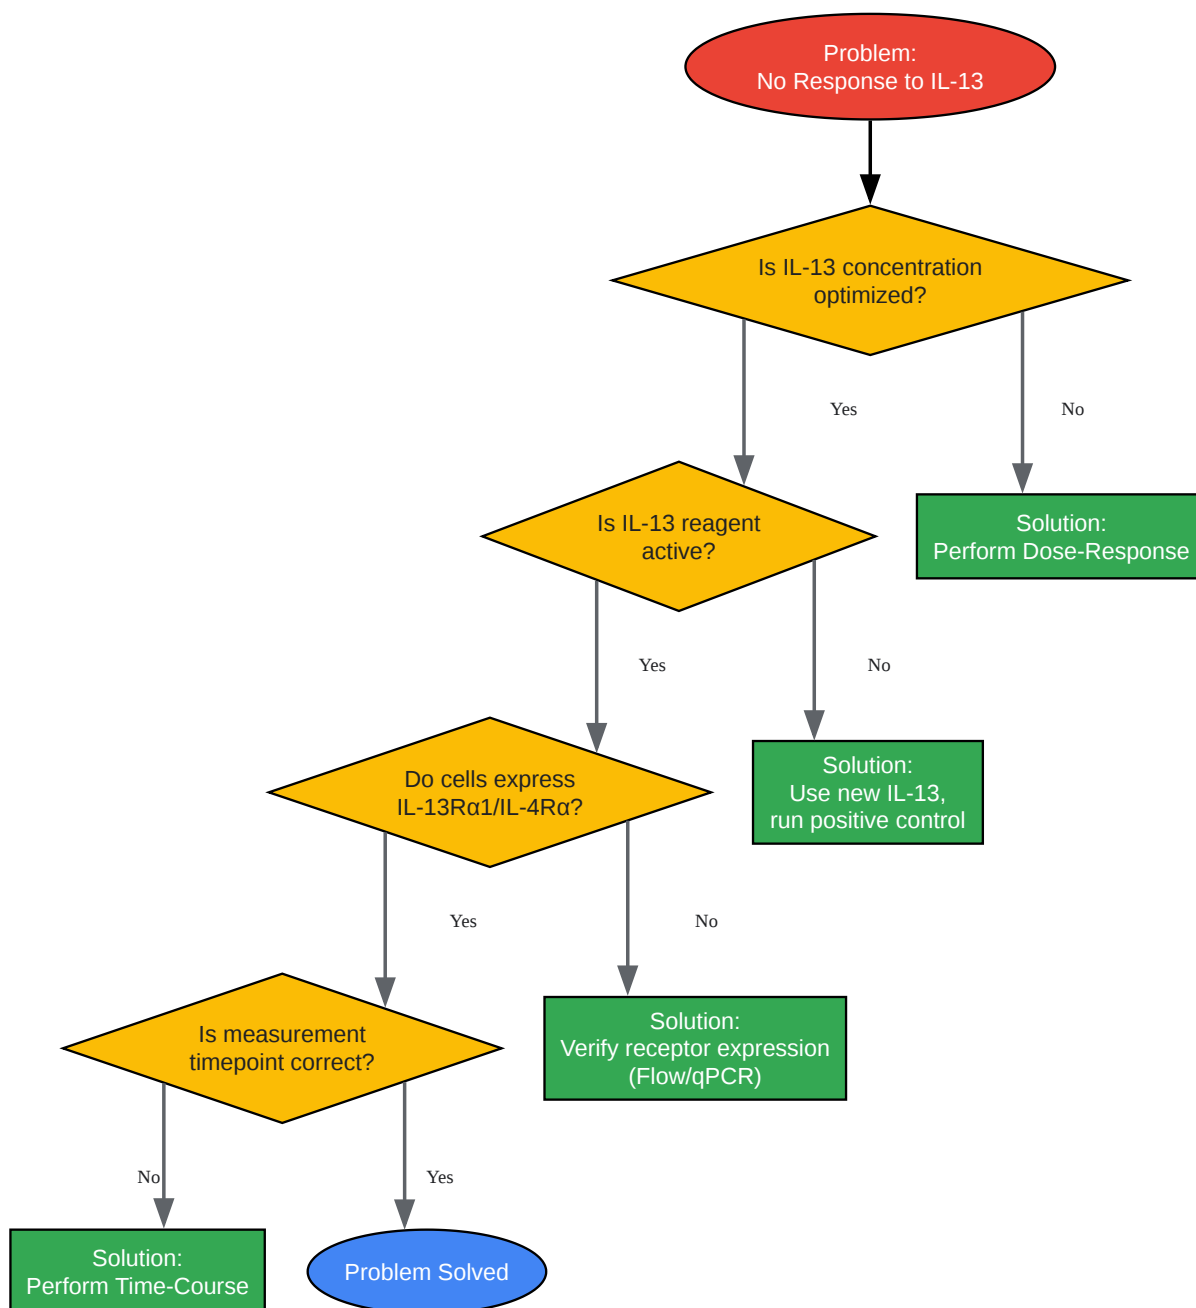 Problem:
No Response to IL-13
Is IL-13 concentration
optimized?
Yes
No
Is IL-13 reagent
active?
Solution:
Perform Dose-Response
Yes
No
Do cells express
IL-13Rα1/IL-4Rα?
Solution:
Use new IL-13,
run positive control
Yes
No
Is measurement
timepoint correct?
Solution:
Verify receptor expression
(Flow/qPCR)
No
Yes
Solution:
Perform Time-Course
Problem Solved